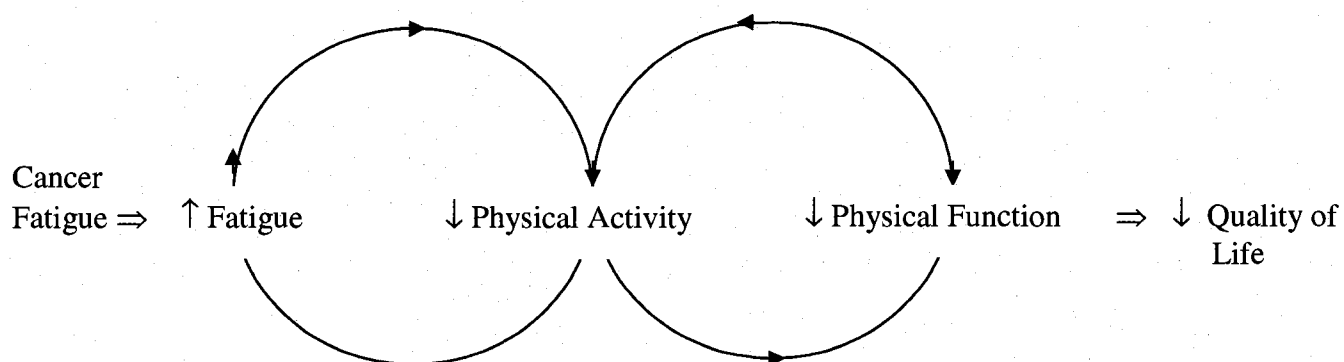 Cancer
Fatigue ⇒ ↑ Fatigue ↓ Physical Activity ↓ Physical Function ⇒ ↓ Quality of
Life